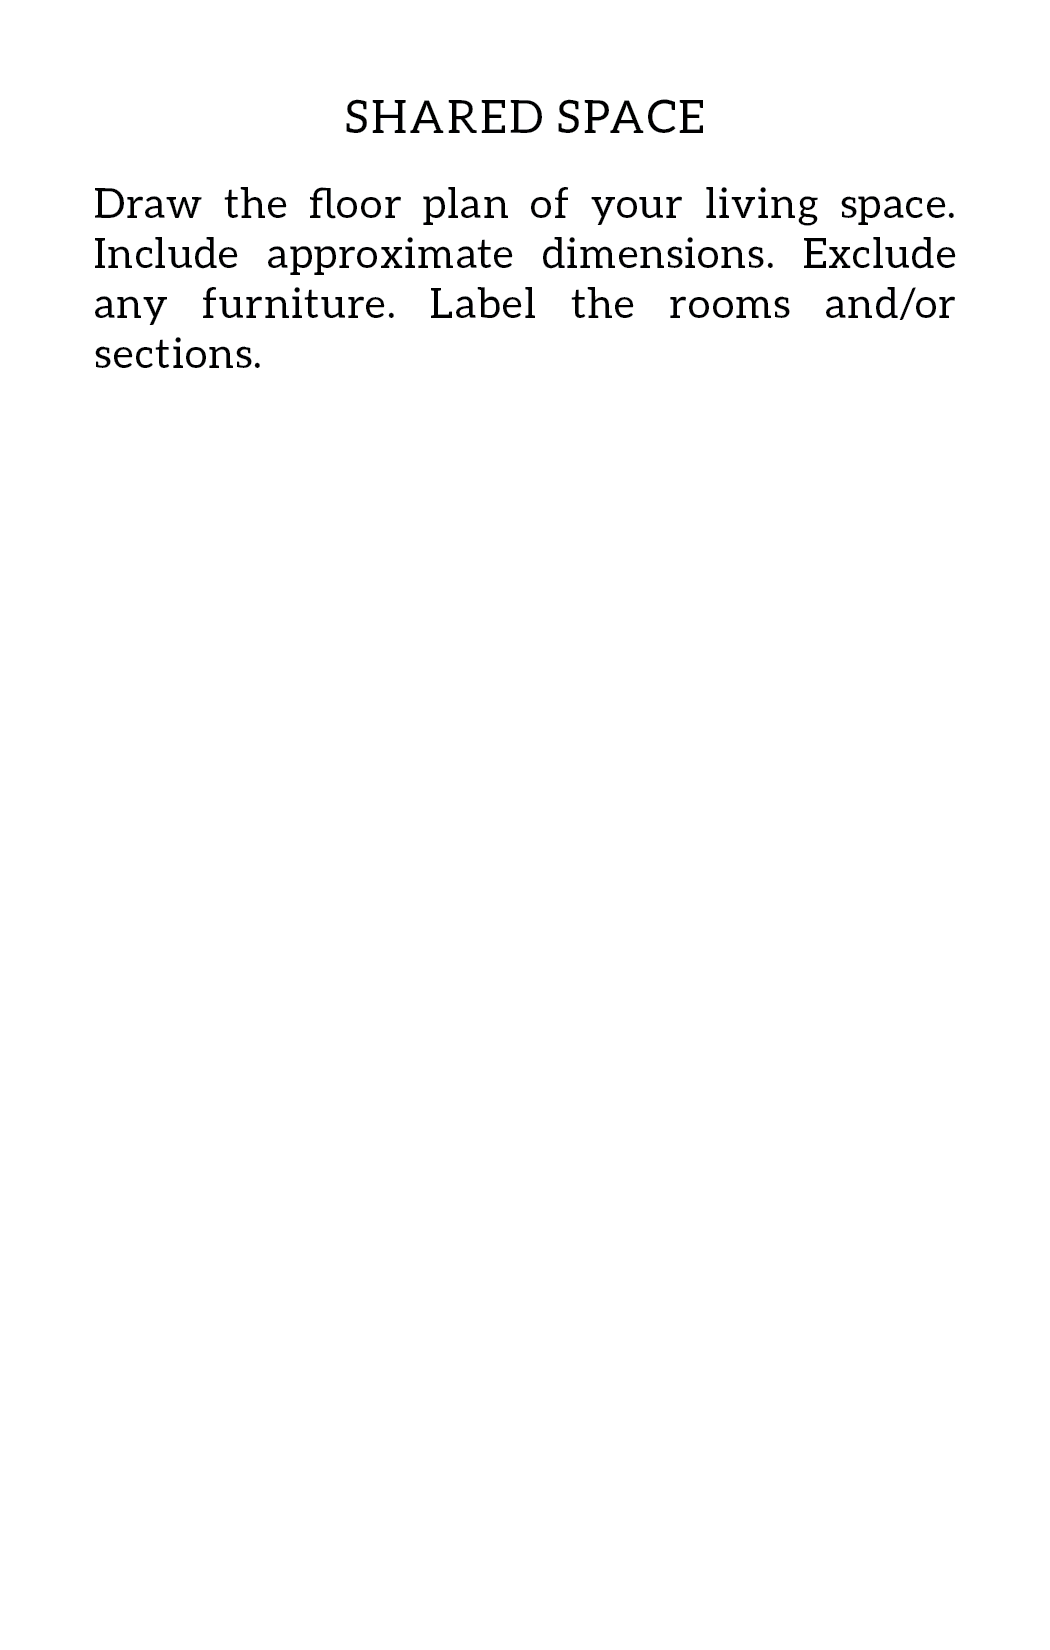 SHARED SPACE
Draw the floor plan of your living space.
Include approximate dimensions. Exclude
any furniture. Label the rooms and/or
sections.